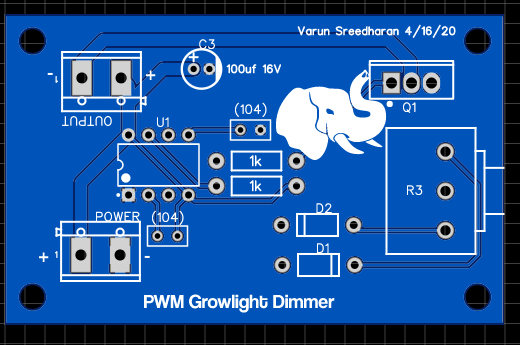 Varun Sreedharan 4/16/20
C3
-
1
+
+
100uf 16V
Q1
OUTPUT
U1
(104)
1k
1k
R3
POWER
(104)
D2
+
1
-
D1
PWM Growlight Dimmer